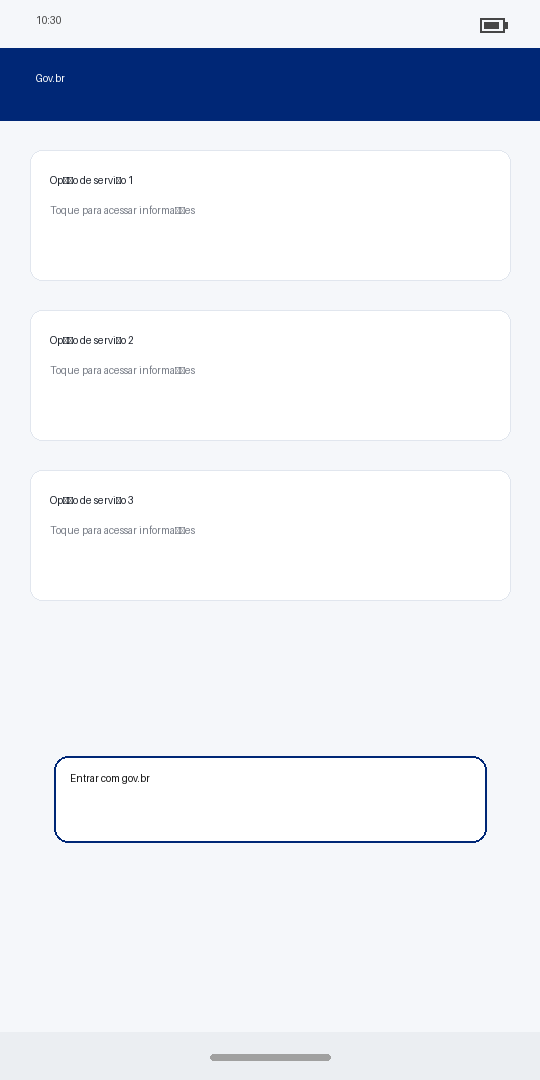 10:30
Gov.br
de 1
Toque para acessar
de 2
Toque para acessar
de 3
Toque para acessar
Entrar com gov.br